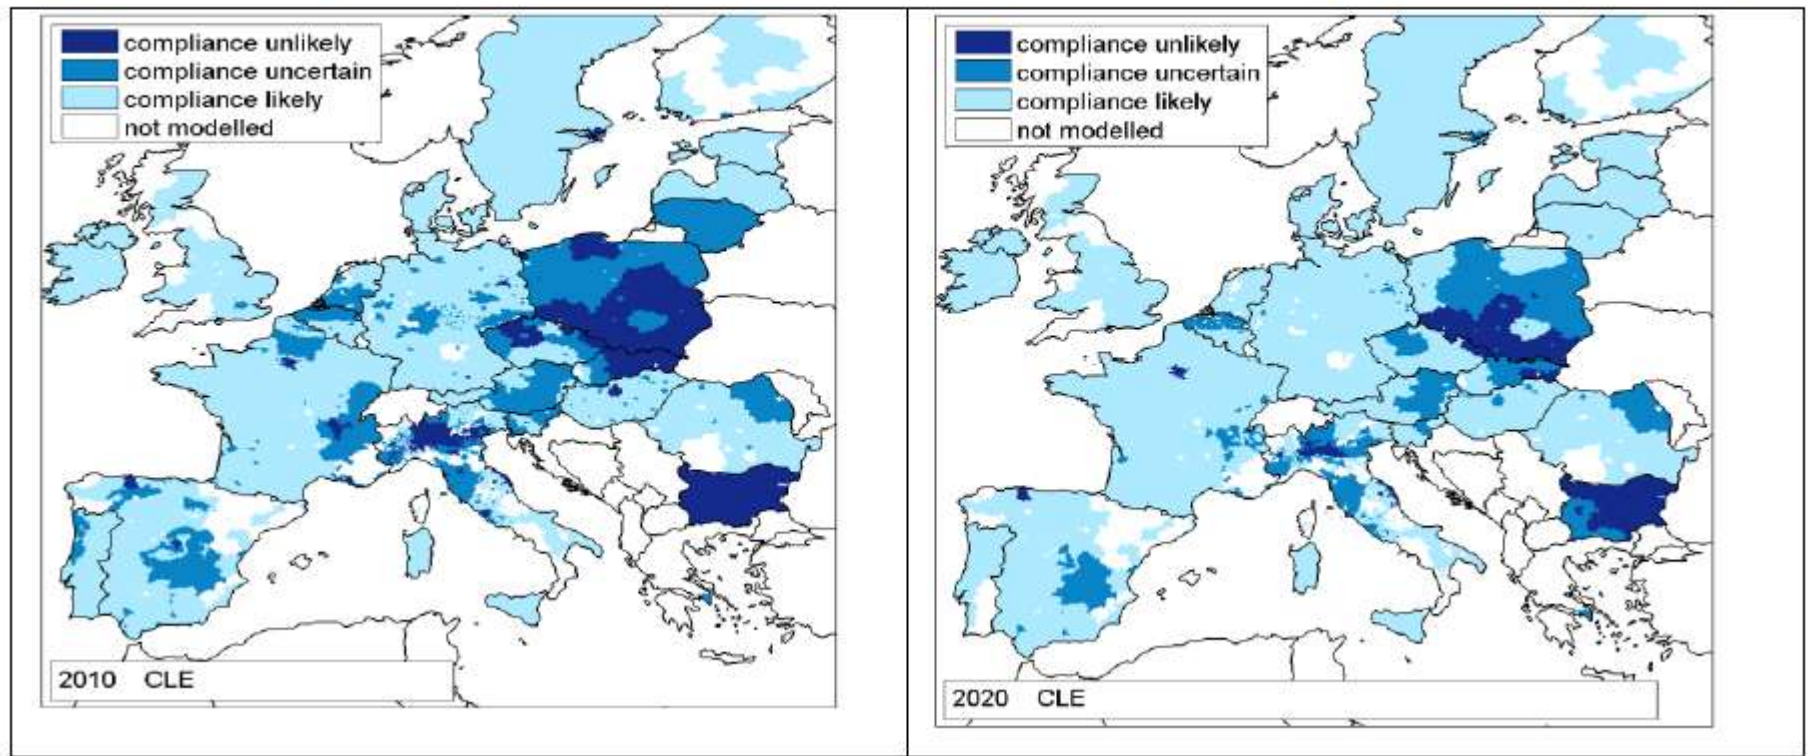 compliance unlikely
compliance uncertain
compliance likely
not modelled
2010 CLE
compliance unlikely
compliance uncertain
compliance likely
not modelled
2020 CLE